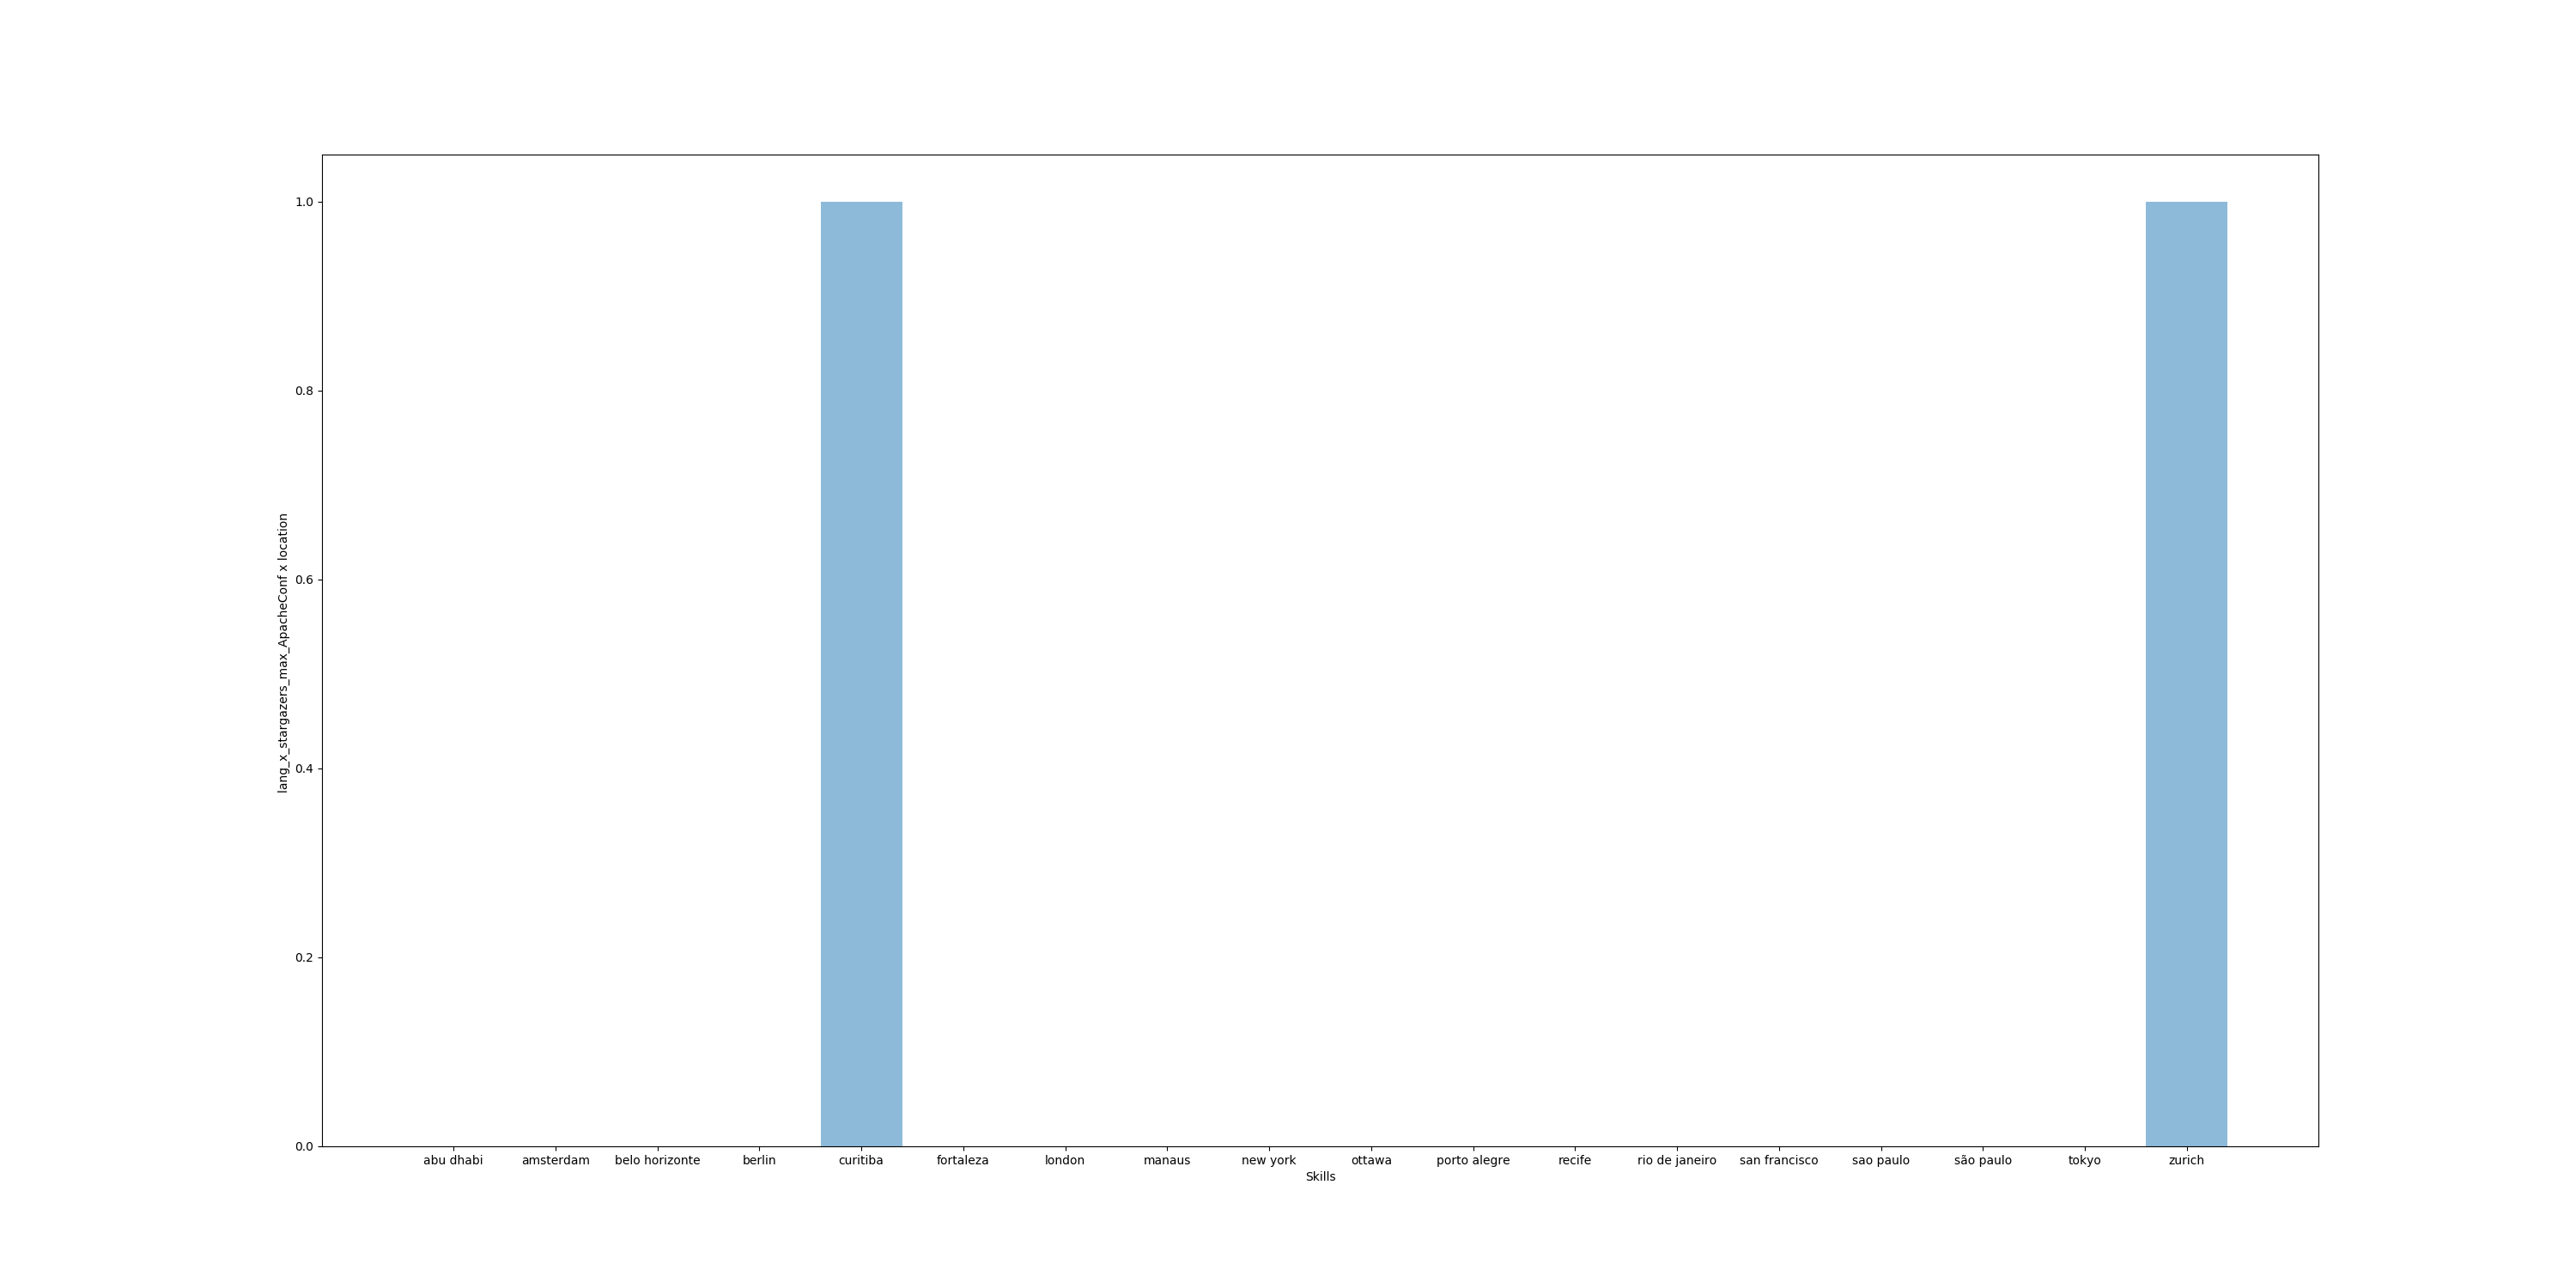 lang_x_stargazers_max_ApacheConf x location
1.0
0.8
0.6
0.4
0.2
0.0
abu dhabi amsterdam belo horizonte berlin curitiba fortaleza london manaus new york ottawa porto alegre recife rio de janeiro san francisco sao paulo são paulo tokyo zurich
Skills